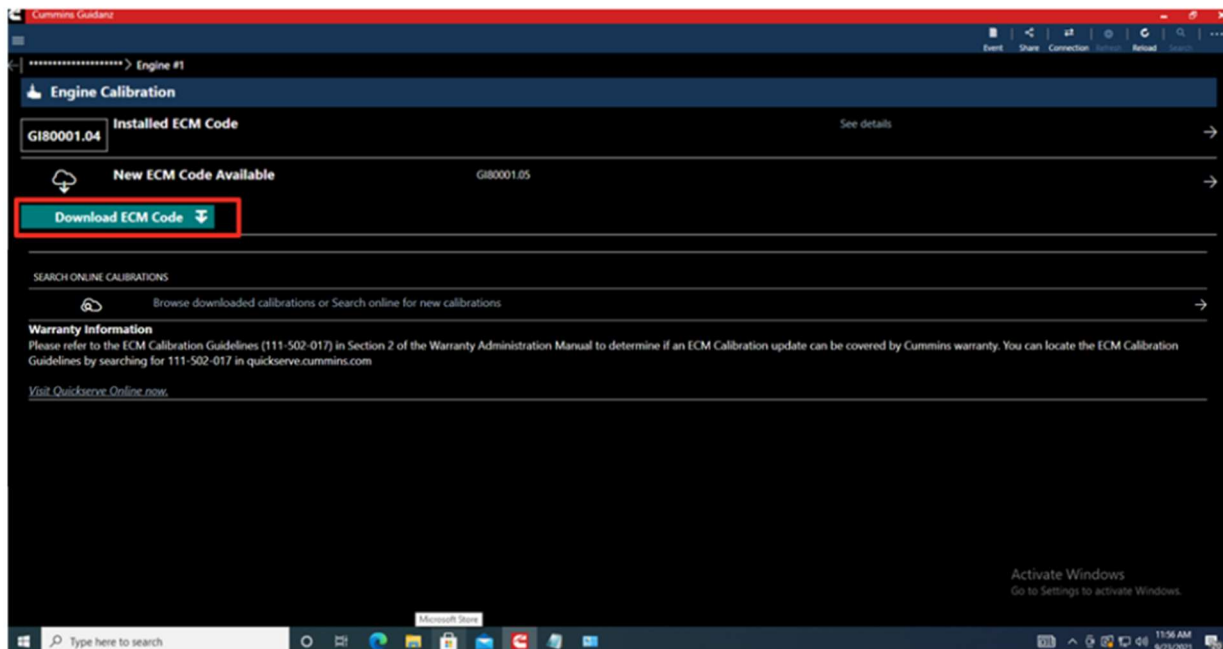 Cummins Guidanz
Event Share Connection Refresh Reload Search
******************** > Engine #1
Engine Calibration
GI80001.04
Installed ECM Code
See details
New ECM Code Available
GI80001.05
Download ECM Code
SEARCH ONLINE CALIBRATIONS
Browse downloaded calibrations or Search online for new calibrations
Warranty Information
Please refer to the ECM Calibration Guidelines (111-502-017) in Section 2 of the Warranty Administration Manual to determine if an ECM Calibration update can be covered by Cummins warranty. You can locate the ECM Calibration
Guidelines by searching for 111-502-017 in quickserve.cummins.com
Visit Quickserve Online now.
Activate Windows
Go to Settings to activate Windows.
Microsoft Store
Type here to search
11:56 AM
9/23/2021